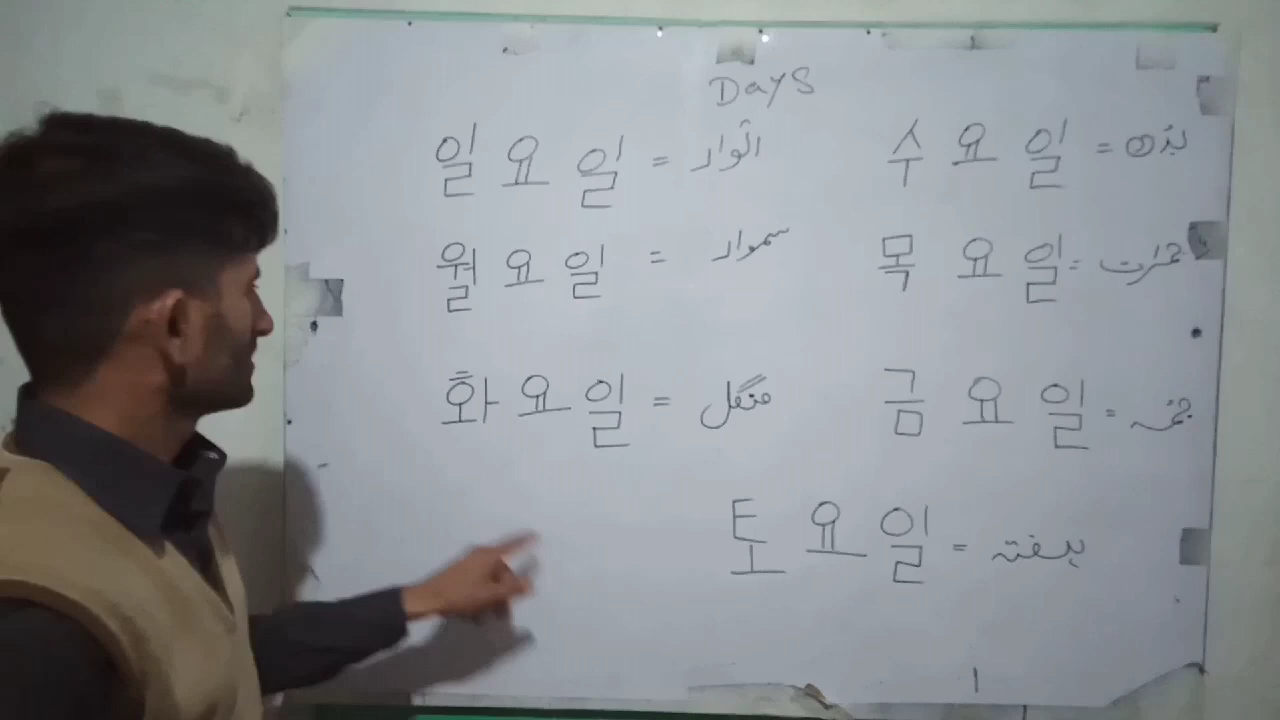 Days
일 요 일 = اتوار
수 요 일 = بدھ
월 요 일 = سموار
목 요 일 = جمعرات
화 요 일 = منگل
금 요 일 = جمعہ
토 요 일 = ہفتہ